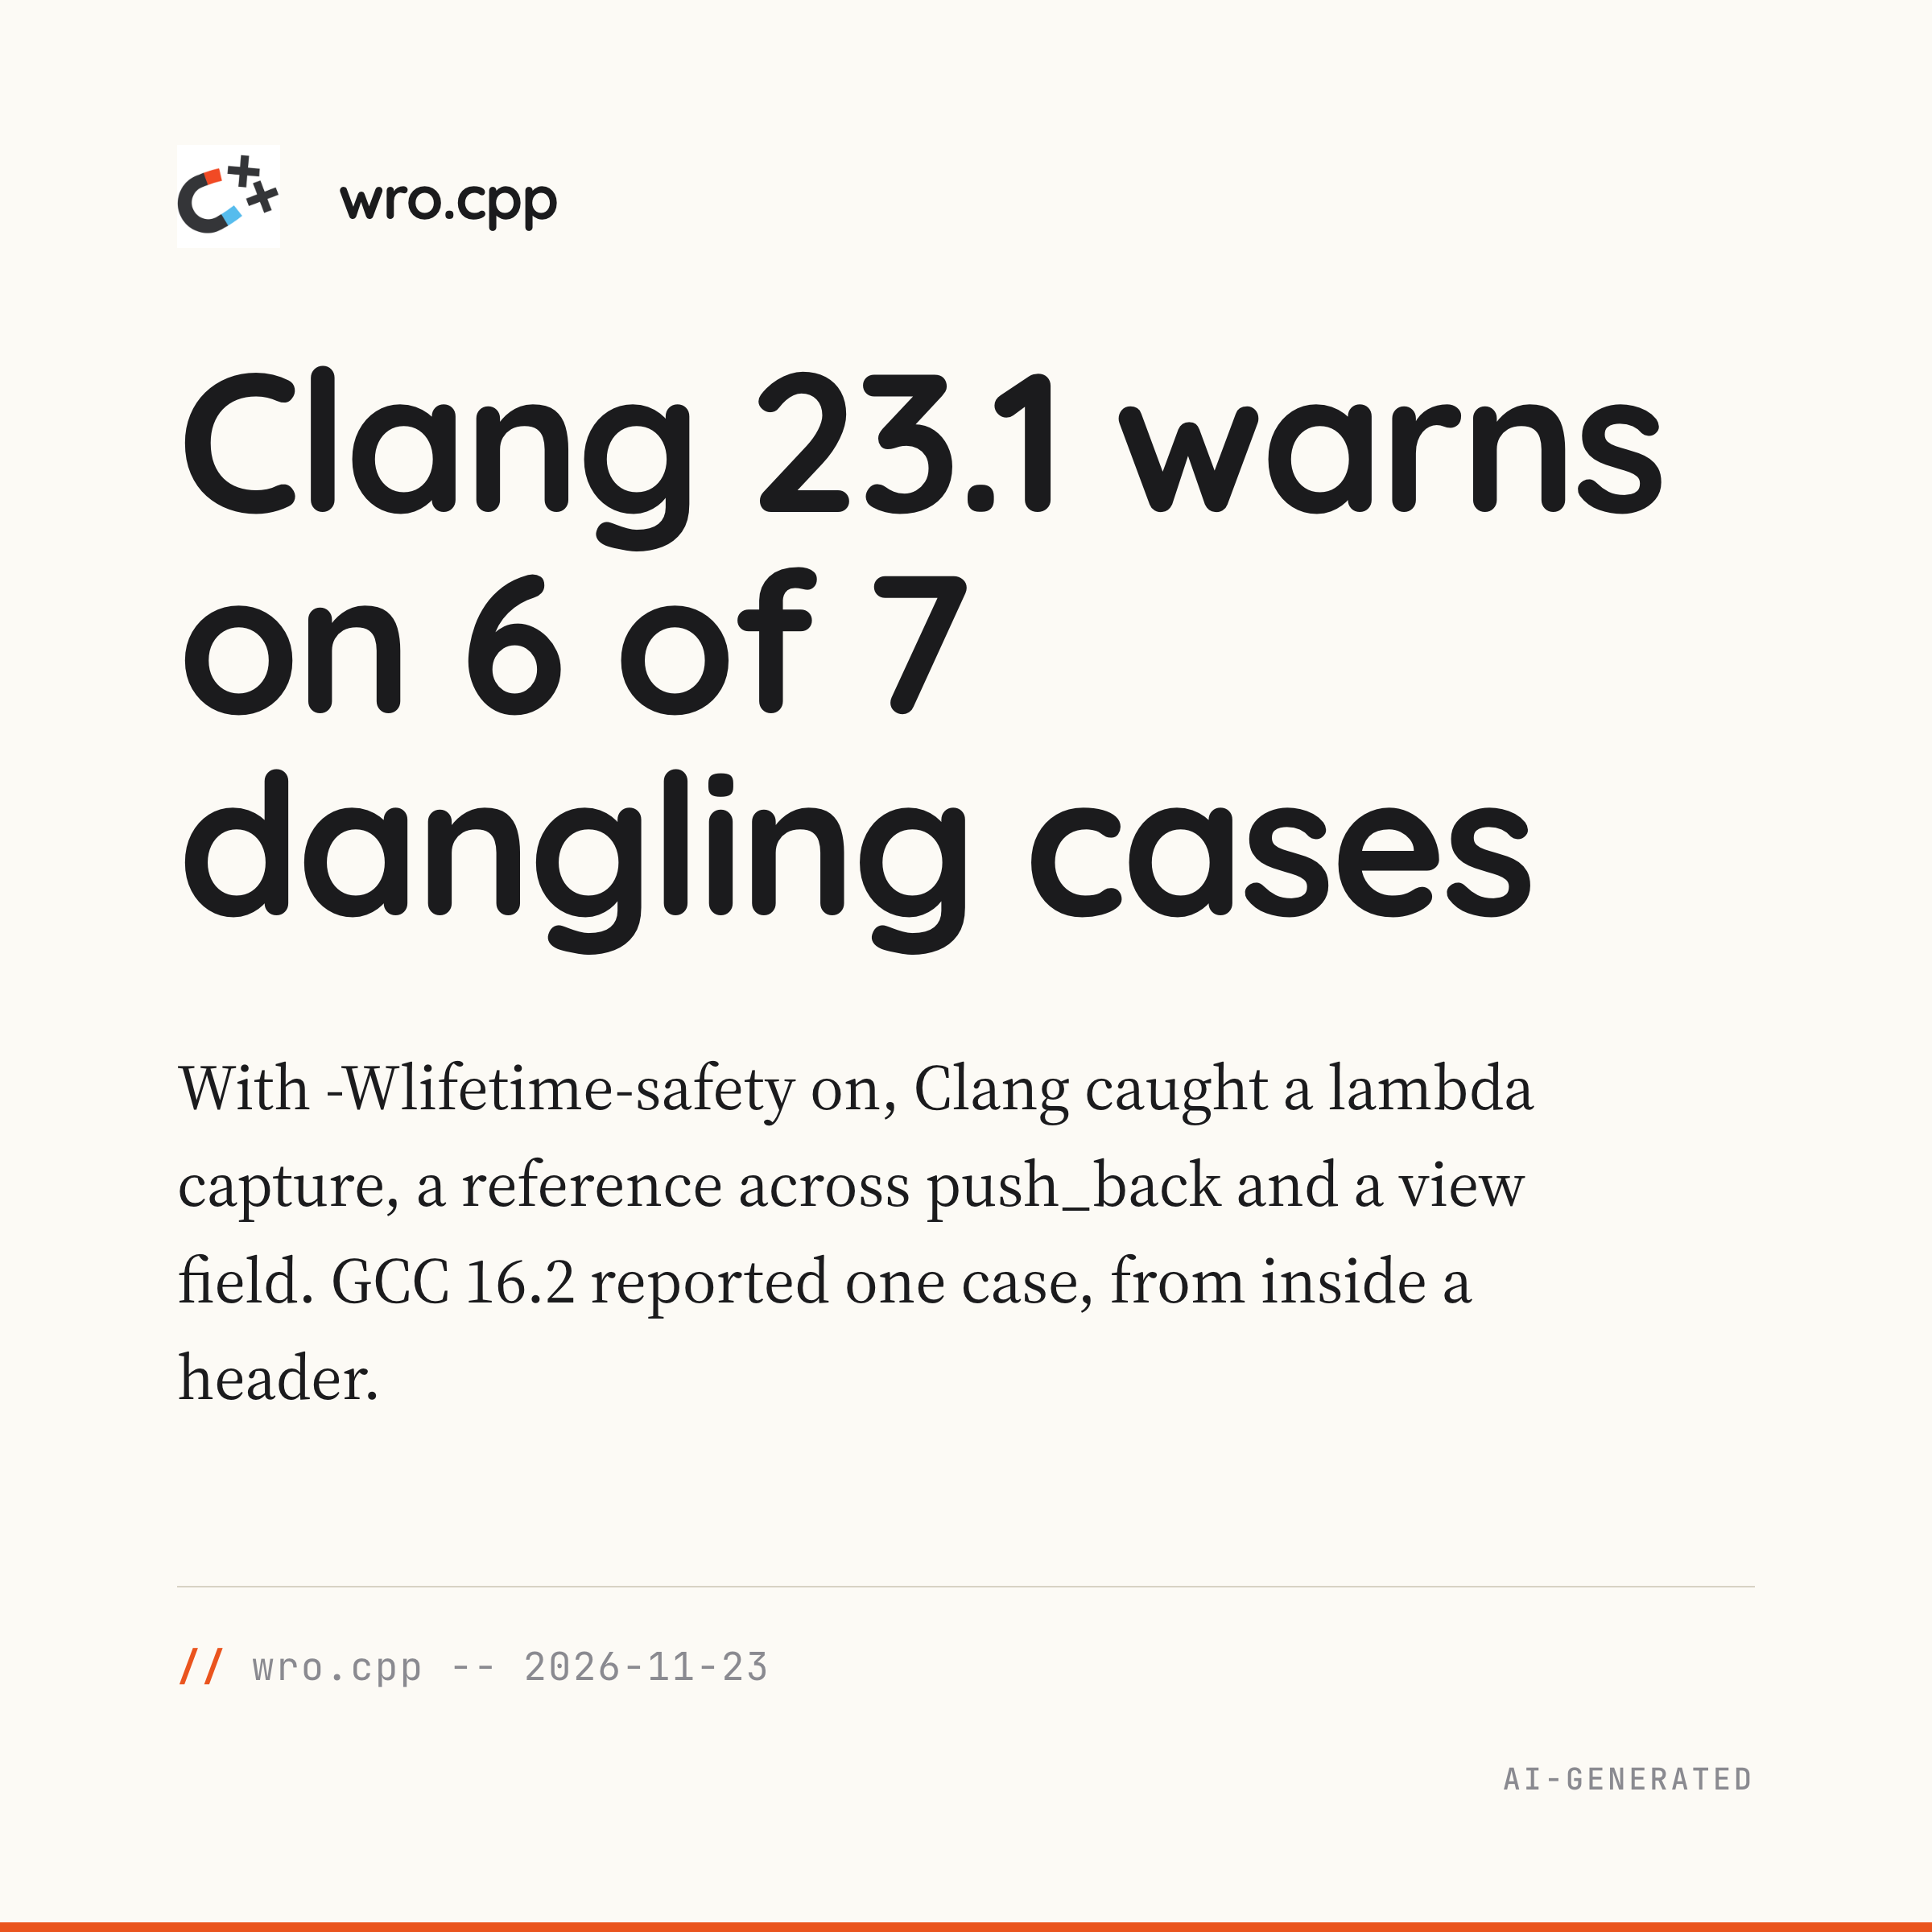 wro.cpp
Clang 23.1 warns
on 6 of 7
dangling cases
With -Wlifetime-safety on, Clang caught a lambda
capture, a reference across push_back and a view
field. GCC 16.2 reported one case, from inside a
header.
// wro.cpp -- 2026-11-23
AI-GENERATED